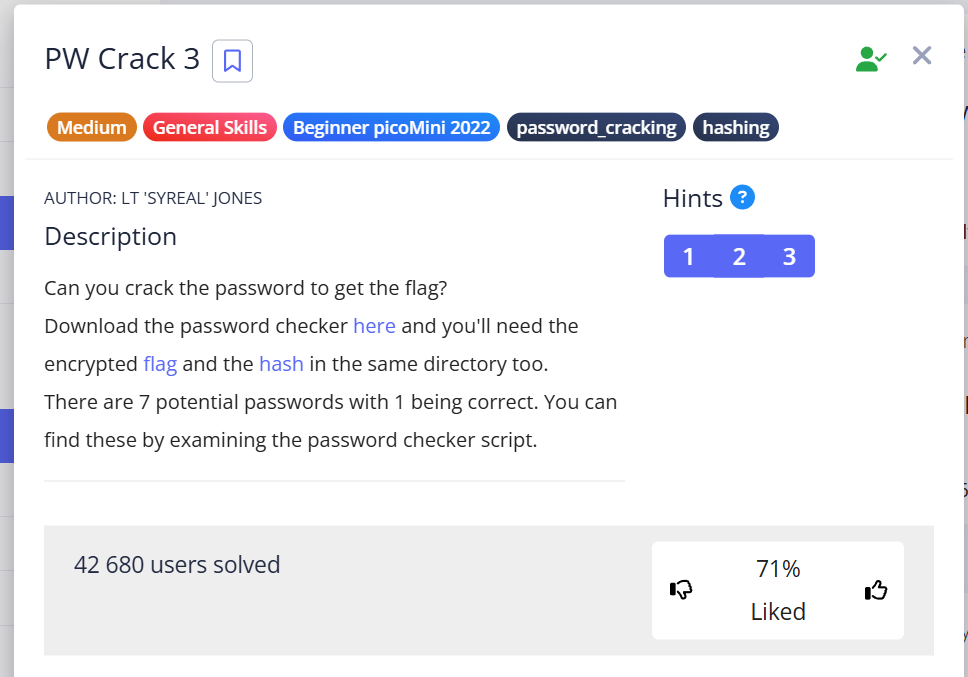 PW Crack 3
Medium
General Skills
Beginner picoMini 2022
password_cracking
hashing
AUTHOR: LT 'SYREAL' JONES
Description
Can you crack the password to get the flag?
Download the password checker here and you'll need the
encrypted flag and the hash in the same directory too.
There are 7 potential passwords with 1 being correct. You can
find these by examining the password checker script.
Hints ?
1 2 3
42 680 users solved
71%
Liked